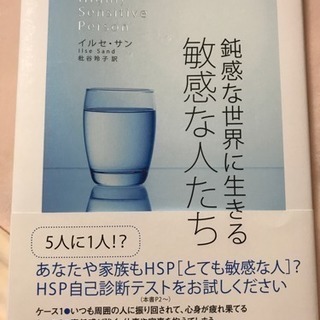 Sensitive
Person
イルセ・サン
Ilse Sand
枇谷玲子 訳
鈍感な世界に生きる
敏感な人たち
5人に1人!?
あなたや家族もHSP[とても敏感な人]?
HSP自己診断テストをお試しください
(本書P2〜)
ケース1●いつも周囲の人に振り回されて、心身が疲れ果てる